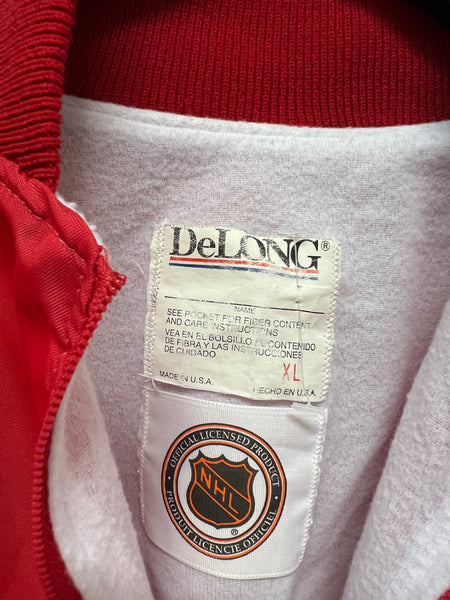 DeLONG®
NAME
SEE POCKET FOR FIBER CONTENT
AND CARE INSTRUCTIONS
VEA EN EL BOLSILLO EL CONTENIDO
DE FIBRA Y LAS INSTRUCCIONES
DE CUIDADO
XL
MADE IN U.S.A. HECHO EN U.S.A.
OFFICIAL LICENSED PRODUCT
NHL
PRODUIT LICENCIE OFFICIEL
®